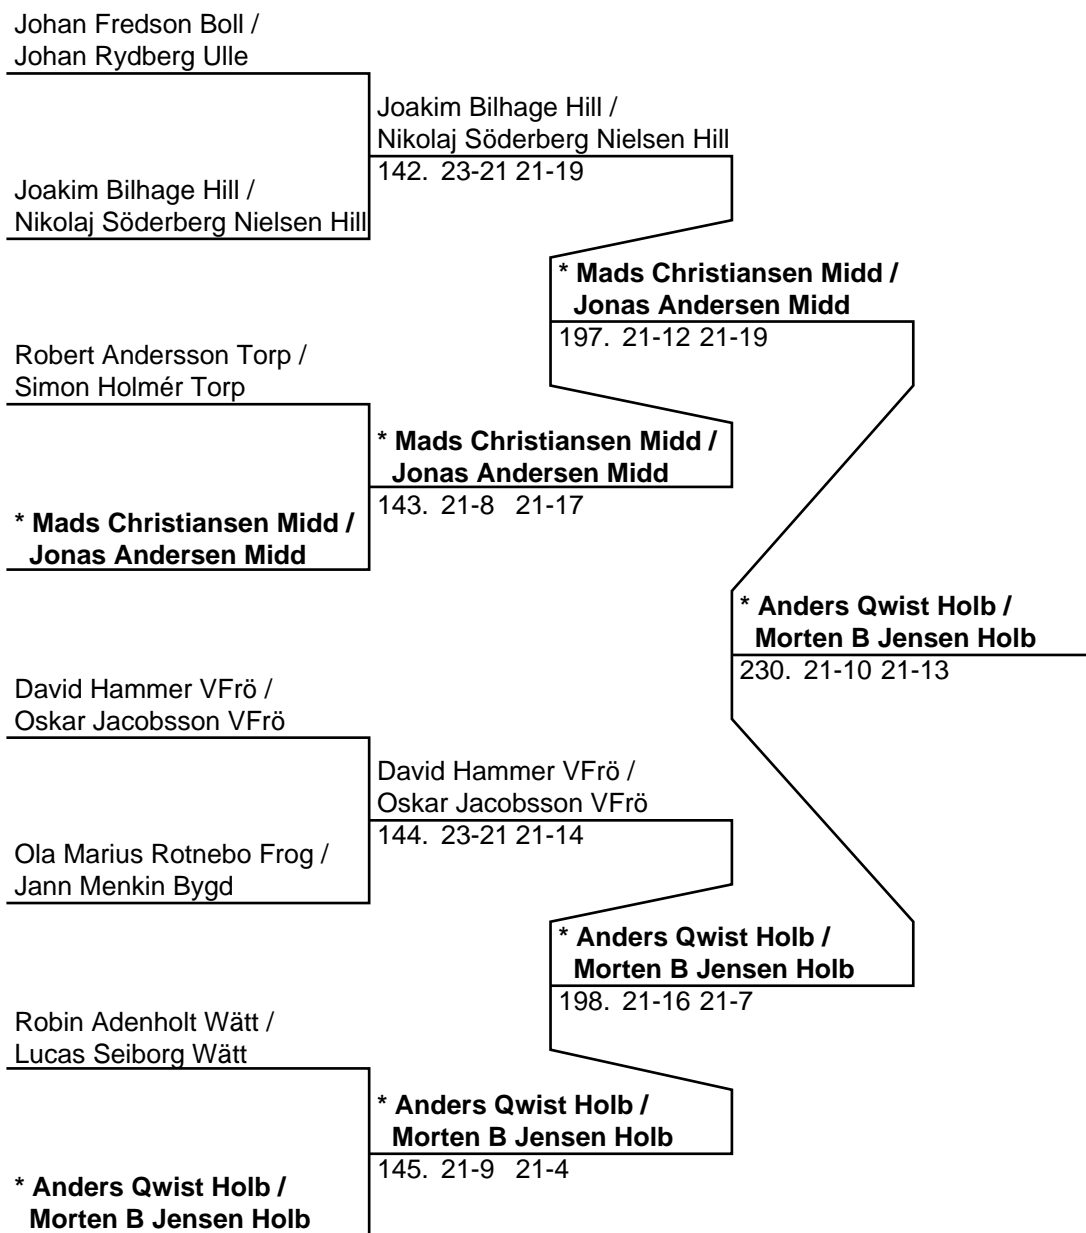 Johan Fredson Boll /
Johan Rydberg Ulle
Joakim Bilhage Hill /
Nikolaj Söderberg Nielsen Hill
142. 23-21 21-19
Joakim Bilhage Hill /
Nikolaj Söderberg Nielsen Hill
* Mads Christiansen Midd /
Jonas Andersen Midd
197. 21-12 21-19
Robert Andersson Torp /
Simon Holmér Torp
* Mads Christiansen Midd /
Jonas Andersen Midd
143. 21-8 21-17
* Mads Christiansen Midd /
Jonas Andersen Midd
* Anders Qwist Holb /
Morten B Jensen Holb
230. 21-10 21-13
David Hammer VFrö /
Oskar Jacobsson VFrö
David Hammer VFrö /
Oskar Jacobsson VFrö
144. 23-21 21-14
Ola Marius Rotnebo Frog /
Jann Menkin Bygd
* Anders Qwist Holb /
Morten B Jensen Holb
198. 21-16 21-7
Robin Adenholt Wätt /
Lucas Seiborg Wätt
* Anders Qwist Holb /
Morten B Jensen Holb
145. 21-9 21-4
* Anders Qwist Holb /
Morten B Jensen Holb